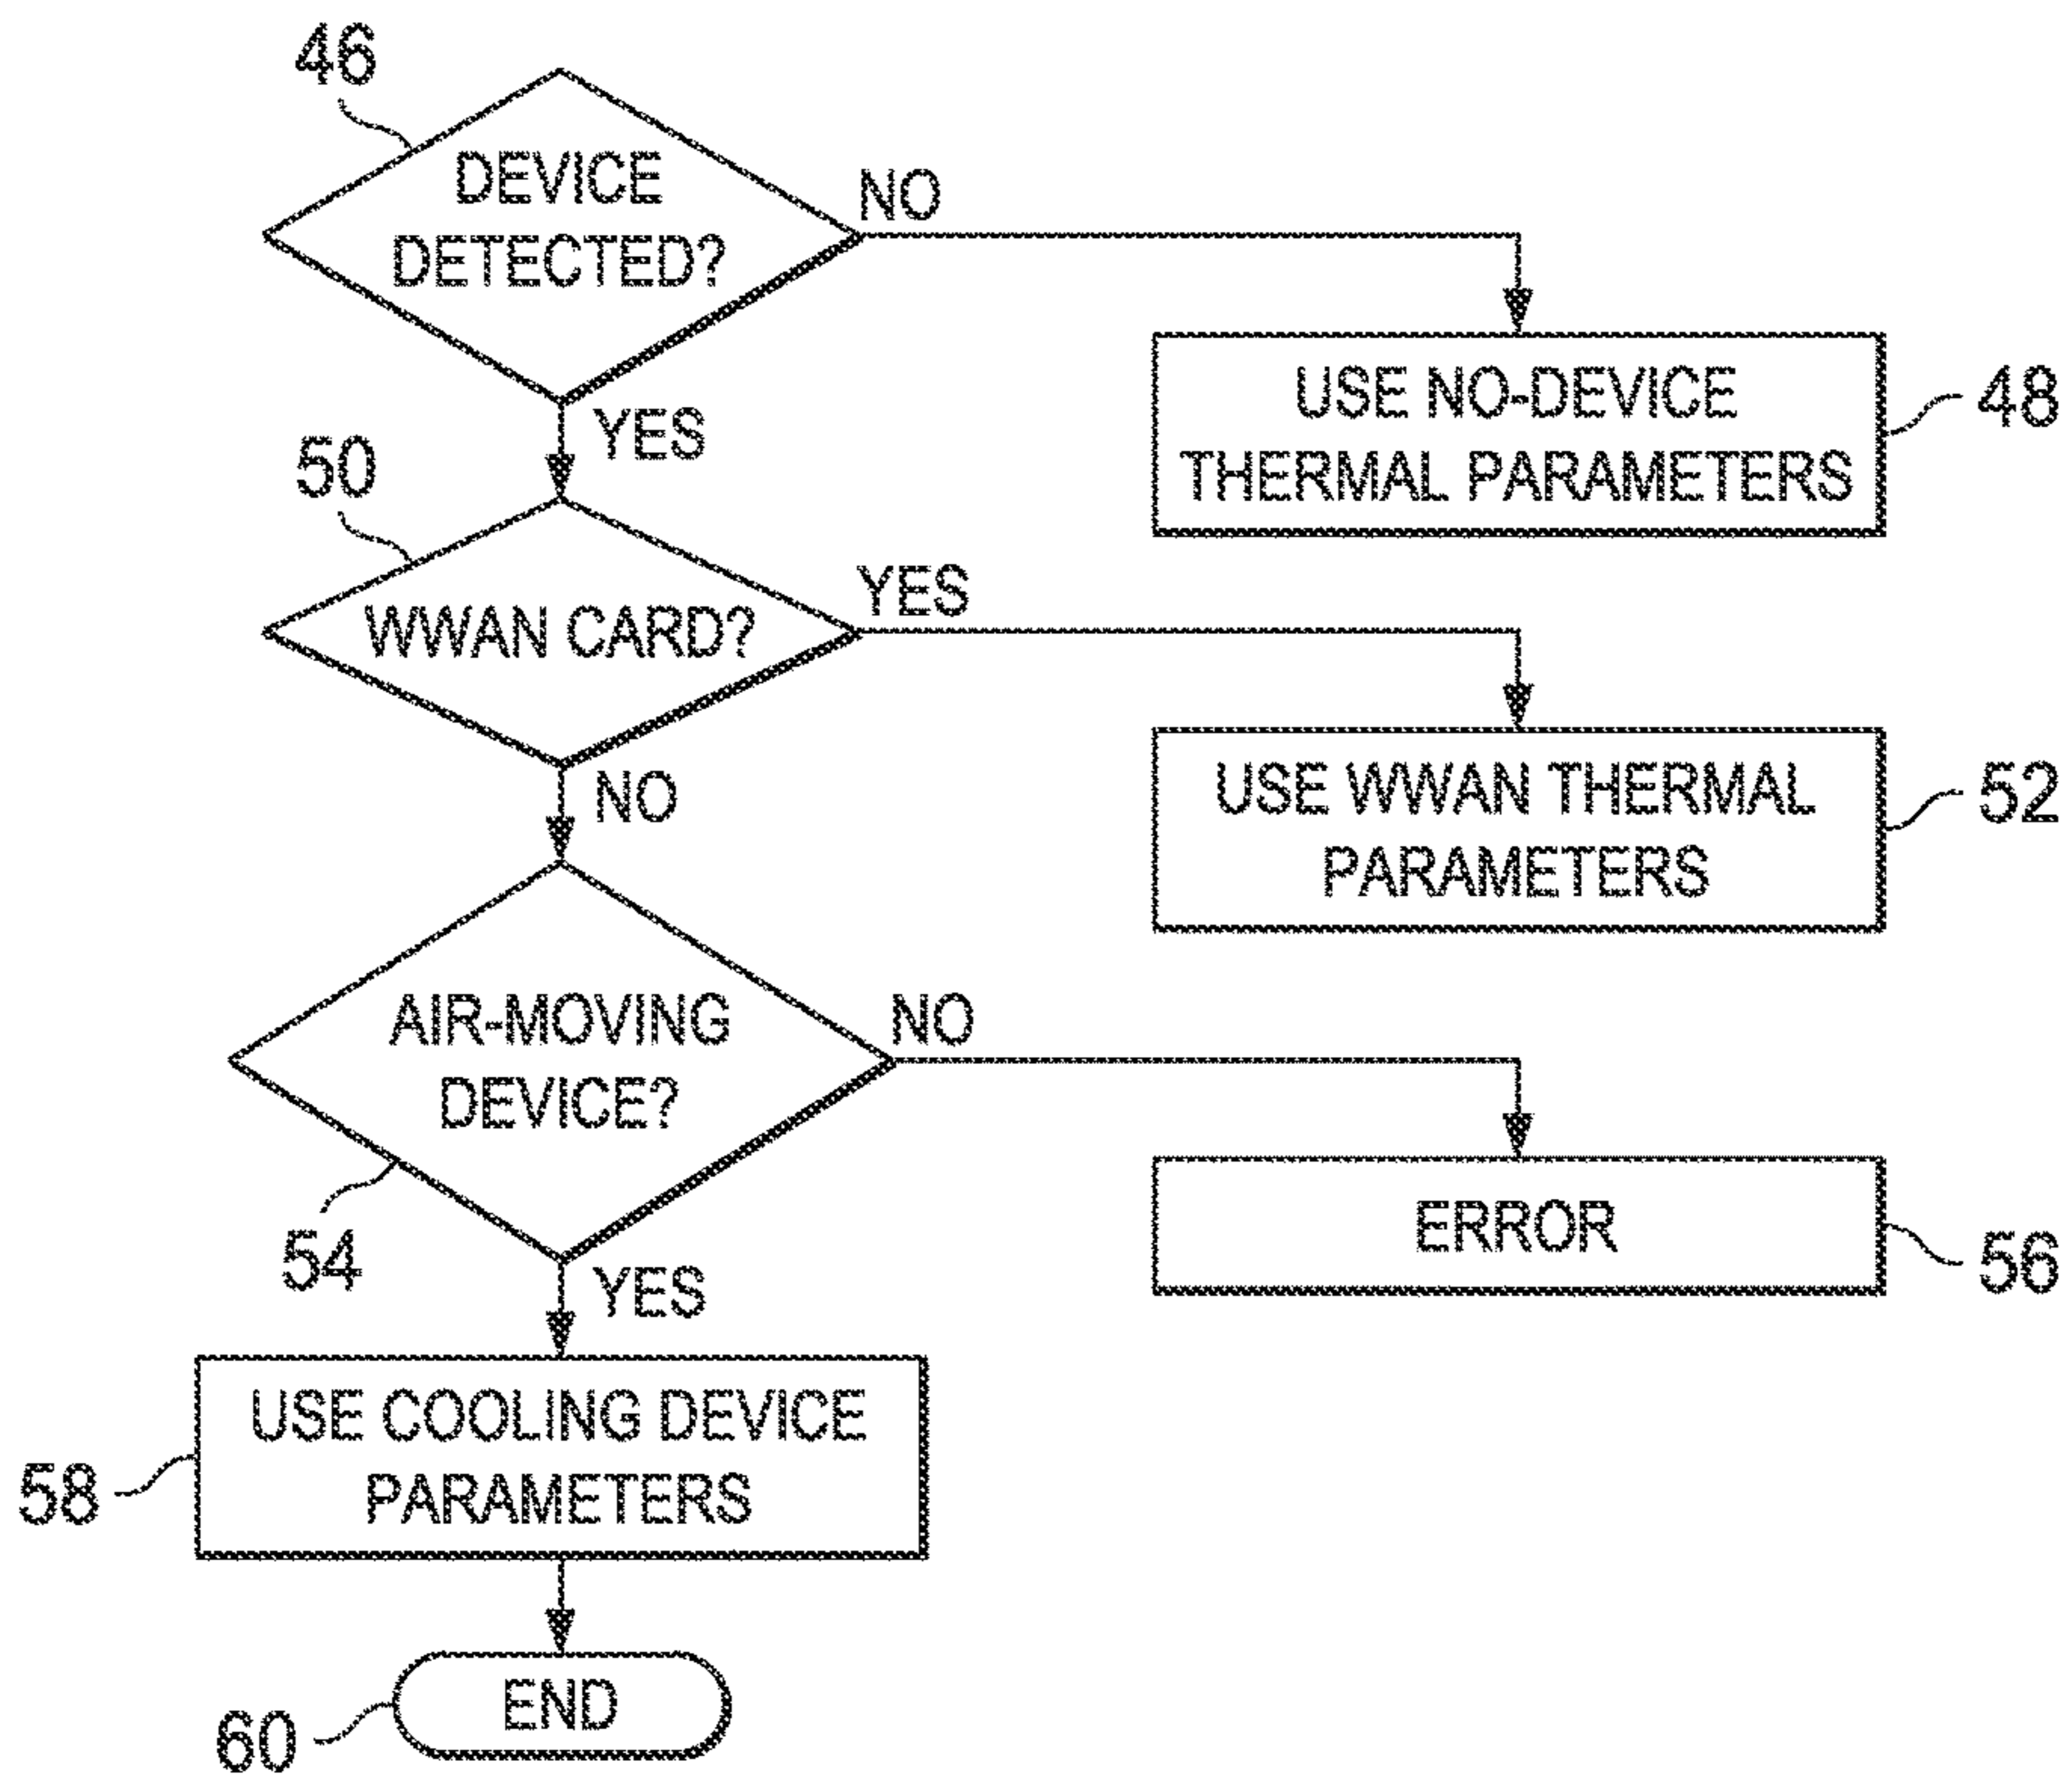 46
DEVICE
DETECTED?
NO
USE NO-DEVICE
THERMAL PARAMETERS
48
YES
50
WWAN CARD?
YES
USE WWAN THERMAL
PARAMETERS
52
NO
AIR-MOVING
DEVICE?
NO
54
ERROR
56
YES
USE COOLING DEVICE
PARAMETERS
58
END
60